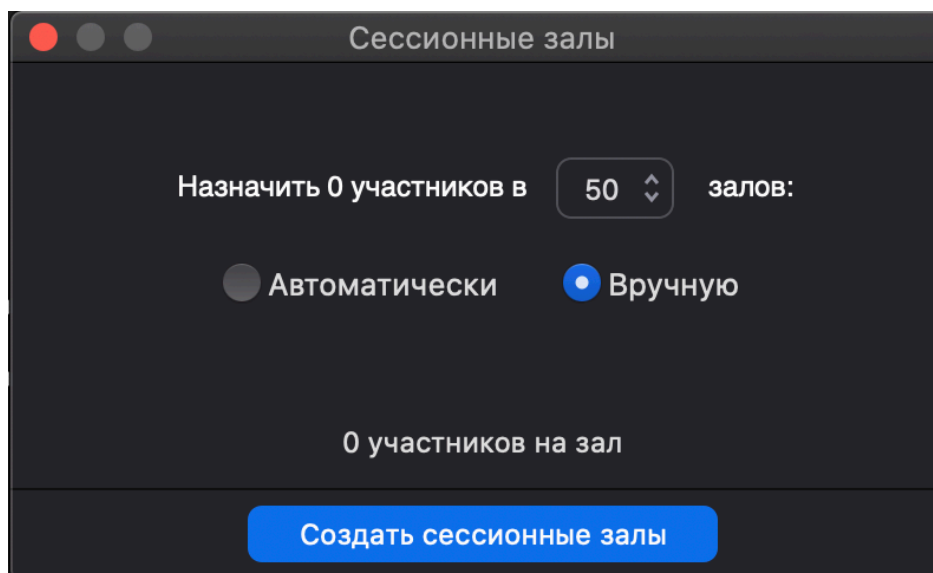 Сессионные залы
Назначить 0 участников в 50 залов:
Автоматически Вручную
0 участников на зал
Создать сессионные залы